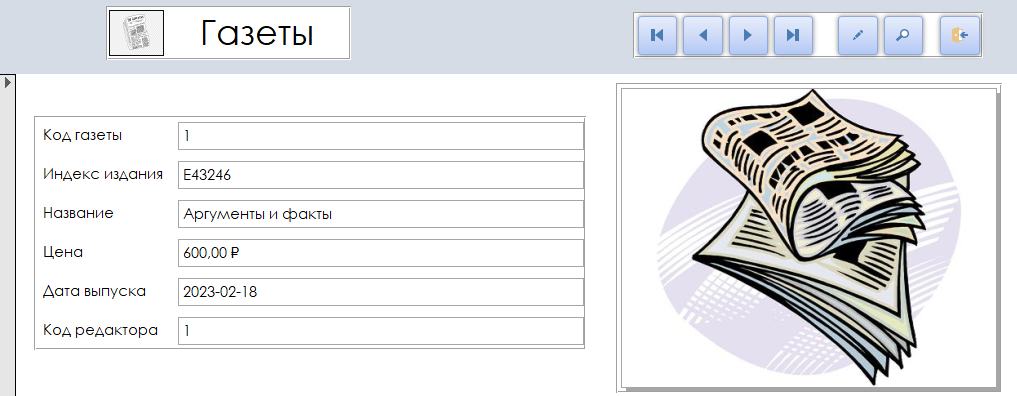 Газеты
Код газеты 1
Индекс издания E43246
Название Аргументы и факты
Цена 600,00 ₽
Дата выпуска 2023-02-18
Код редактора 1